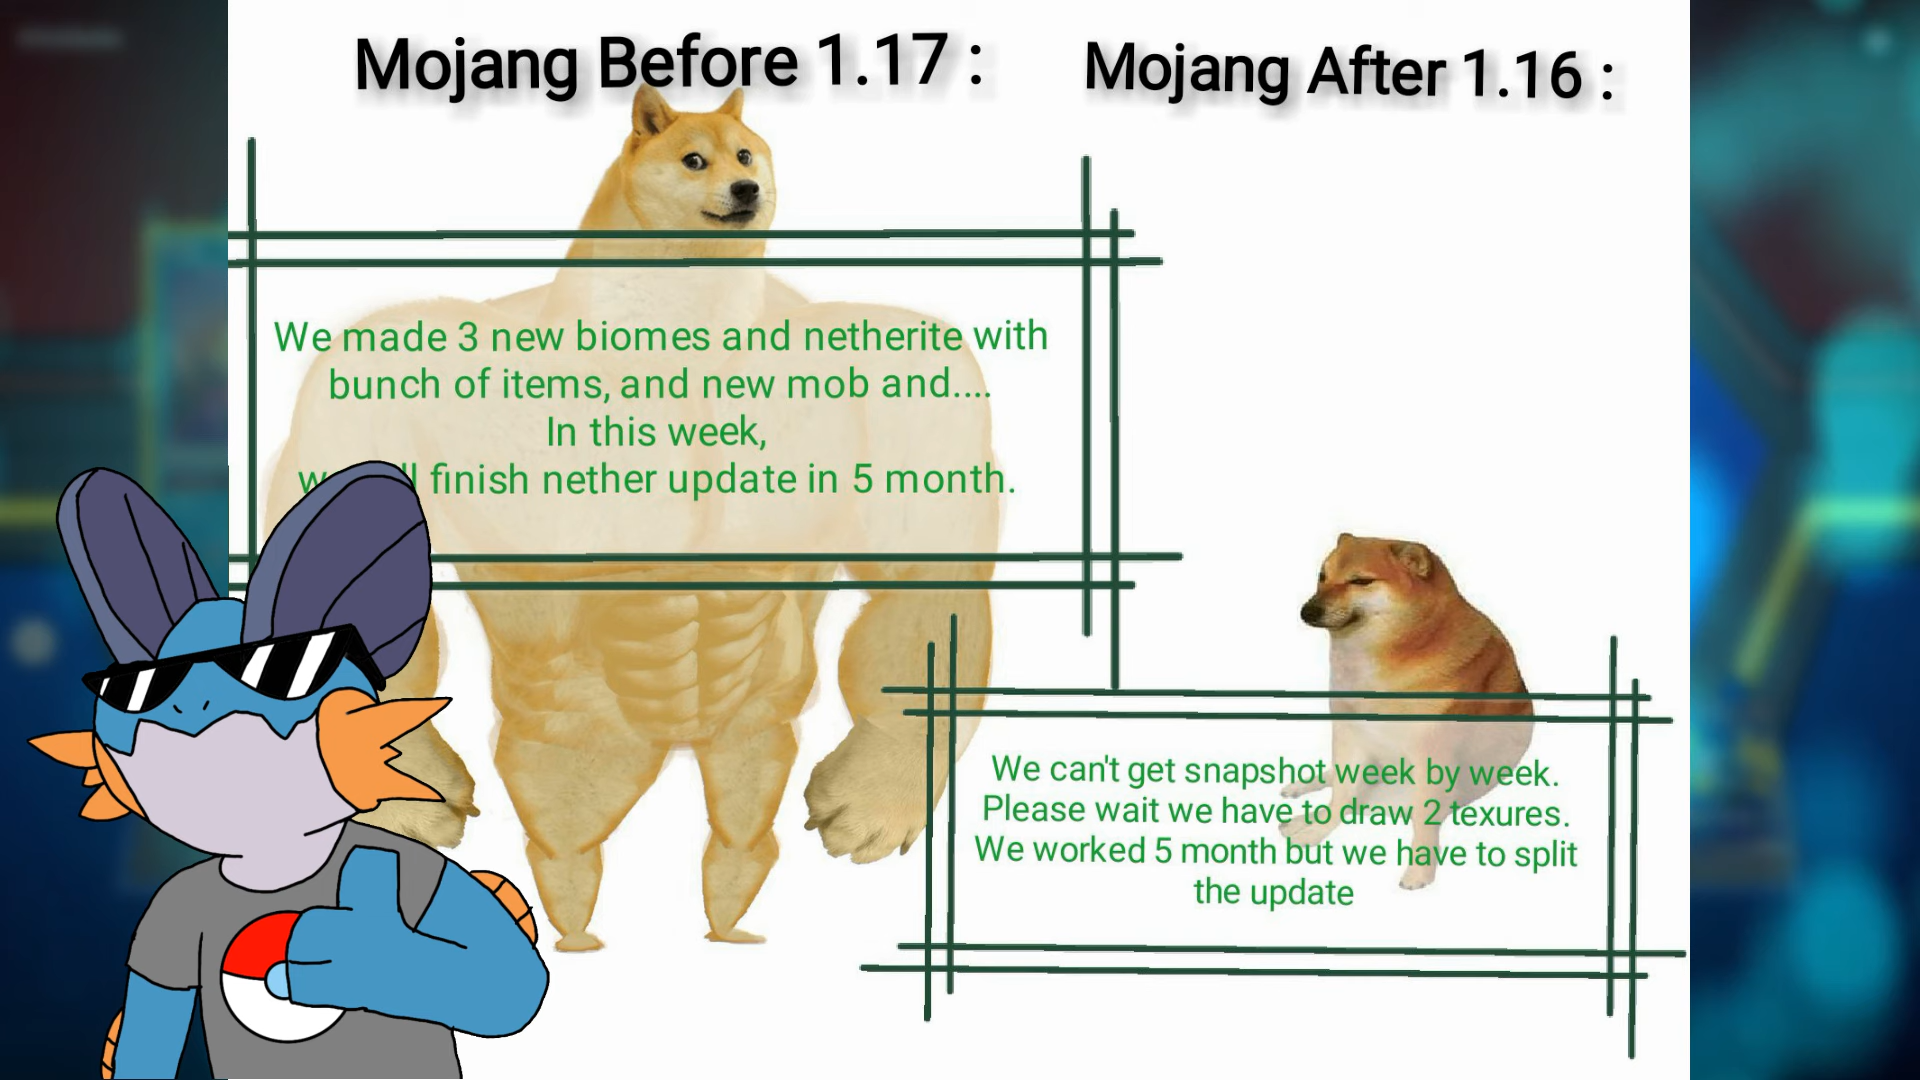 Mojang Before 1.17 :
Mojang After 1.16 :
We made 3 new biomes and netherite with
bunch of items, and new mob and....
In this week,
finish nether update in 5 month.
We can't get snapshot week by week.
Please wait we have to draw 2 texures.
We worked 5 month but we have to split
the update